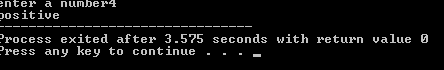 enter a number4
positive
--------------------------------
Process exited after 3.575 seconds with return value 0
Press any key to continue . . . _